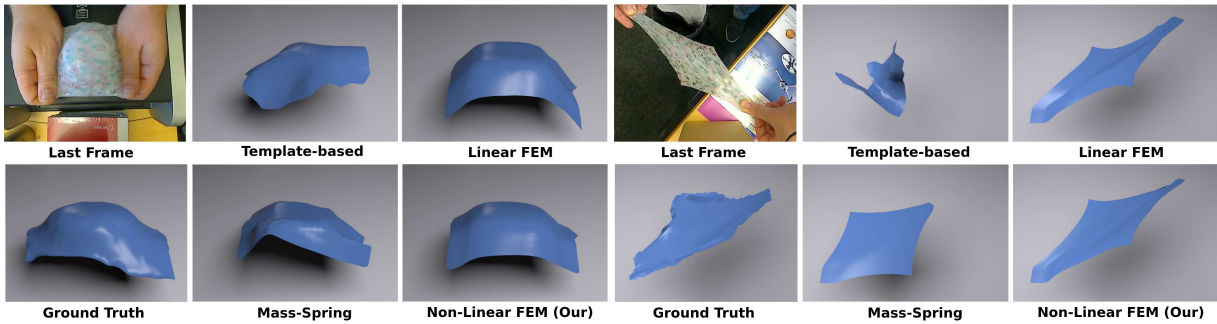 Last Frame
Template-based
Linear FEM
Last Frame
Template-based
Linear FEM
Ground Truth
Mass-Spring
Non-Linear FEM (Our)
Ground Truth
Mass-Spring
Non-Linear FEM (Our)